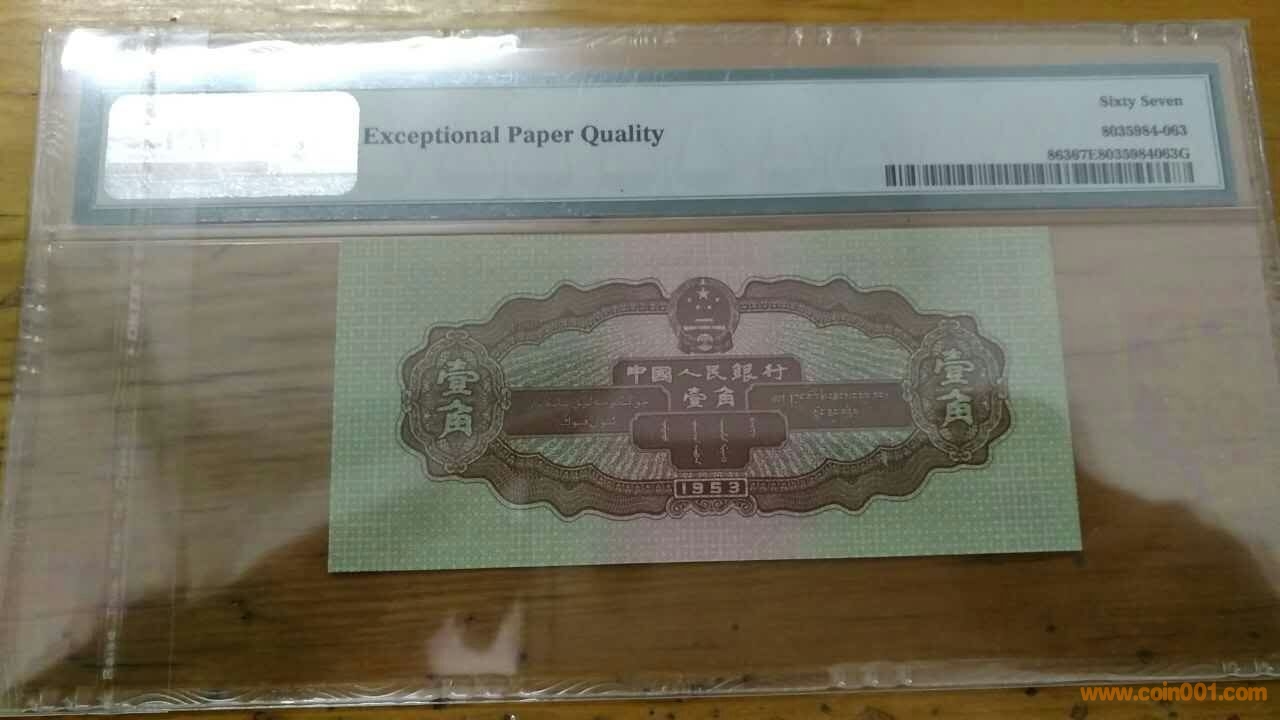 Sixty Seven
Exceptional Paper Quality
8035984-063
86367E8035984063G
中國人民銀行
壹角
壹角
壹角
1953
www.coin001.com